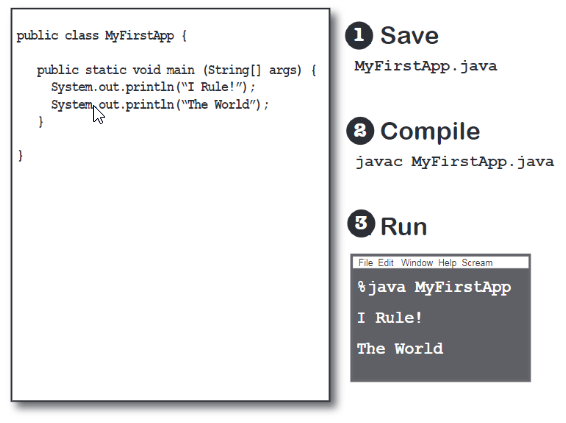 public class MyFirstApp {
public static void main (String[] args) {
System.out.println(“I Rule!”);
System.out.println(“The World”);
}
}
1 Save
MyFirstApp.java
2 Compile
javac MyFirstApp.java
3 Run
File Edit Window Help Scream
%java MyFirstApp
I Rule!
The World